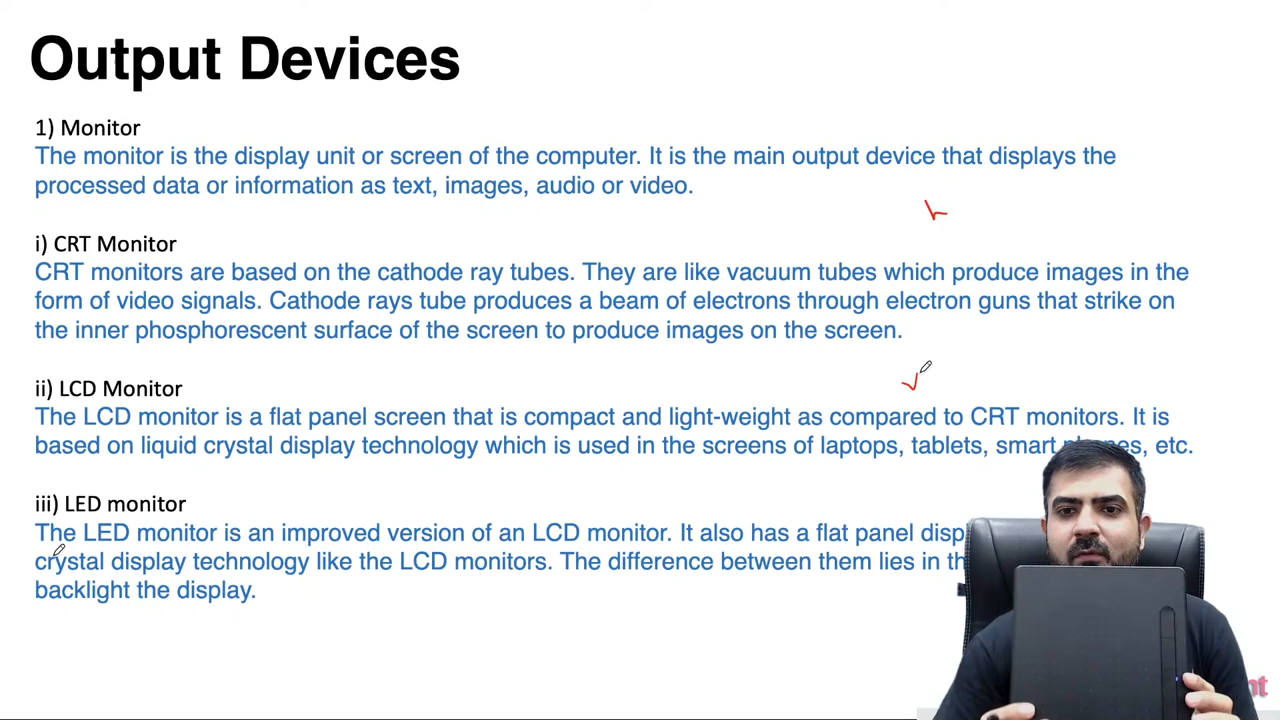 Output Devices
1) Monitor
The monitor is the display unit or screen of the computer. It is the main output device that displays the
processed data or information as text, images, audio or video.
i) CRT Monitor
CRT monitors are based on the cathode ray tubes. They are like vacuum tubes which produce images in the
form of video signals. Cathode rays tube produces a beam of electrons through electron guns that strike on
the inner phosphorescent surface of the screen to produce images on the screen.
ii) LCD Monitor
The LCD monitor is a flat panel screen that is compact and light-weight as compared to CRT monitors. It is
based on liquid crystal display technology which is used in the screens of laptops, tablets, smart phones, etc.
iii) LED monitor
The LED monitor is an improved version of an LCD monitor. It also has a flat panel
crystal display technology like the LCD monitors. The difference between them lies in
backlight the display.